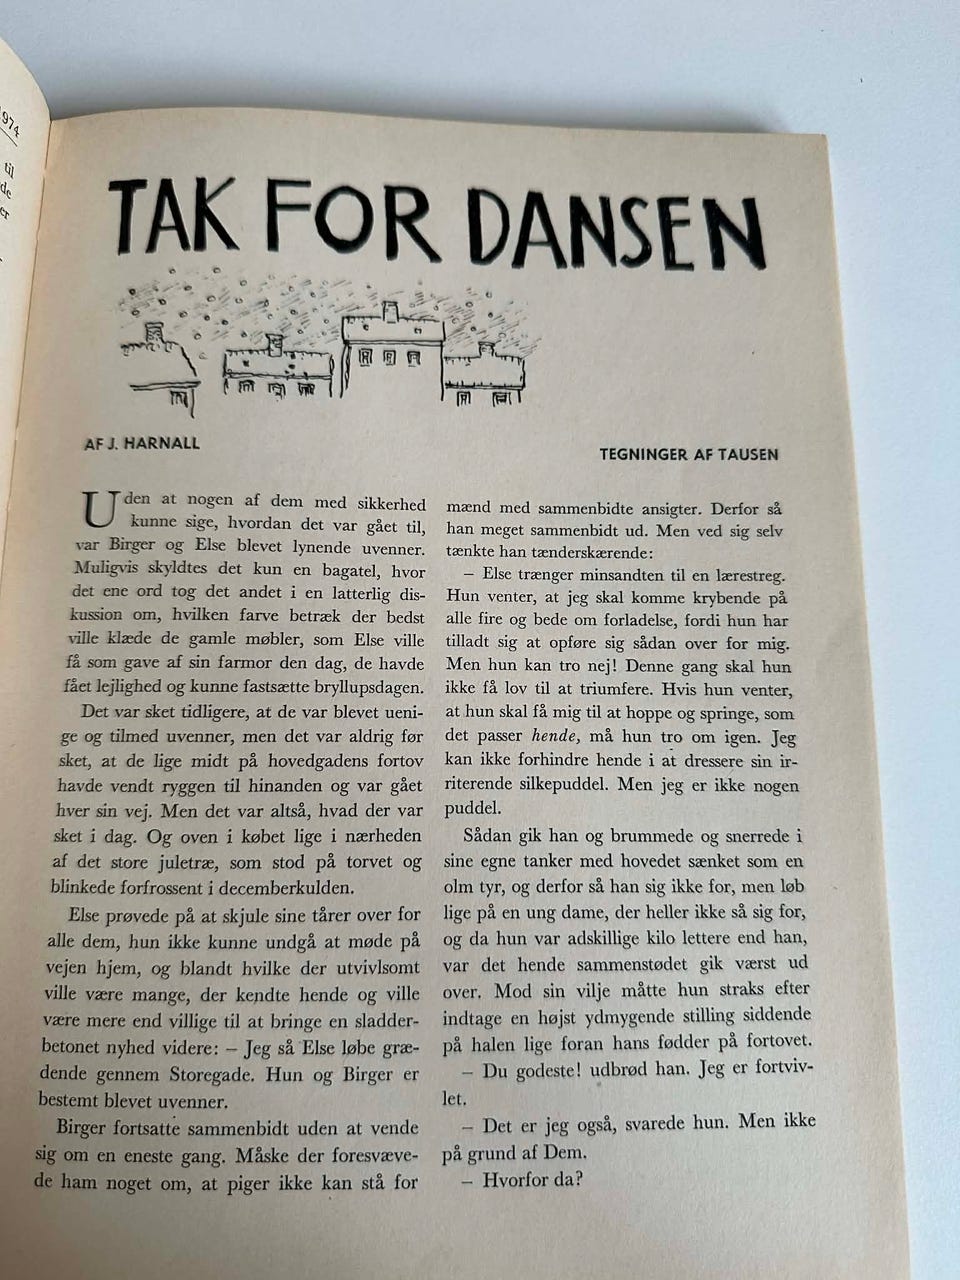 1974
til
de
er
TAK FOR DANSEN
AF J. HARNALL
TEGNINGER AF TAUSEN
Uden at nogen af dem med sikkerhed
kunne sige, hvordan det var gået til,
var Birger og Else blevet lynende uvenner.
Muligvis skyldtes det kun en bagatel, hvor
det ene ord tog det andet i en latterlig dis-
kussion om, hvilken farve betræk der bedst
ville klæde de gamle møbler, som Else ville
få som gave af sin farmor den dag, de havde
fået lejlighed og kunne fastsætte bryllupsdagen.
Det var sket tidligere, at de var blevet ueni-
ge og tilmed uvenner, men det var aldrig før
sket, at de lige midt på hovedgadens fortov
havde vendt ryggen til hinanden og var gået
hver sin vej. Men det var altså, hvad der var
sket i dag. Og oven i købet lige i nærheden
af det store juletræ, som stod på torvet og
blinkede forfrossent i decemberkulden.
Else prøvede på at skjule sine tårer over for
alle dem, hun ikke kunne undgå at møde på
vejen hjem, og blandt hvilke der utvivlsomt
ville være mange, der kendte hende og ville
være mere end villige til at bringe en sladder-
betonet nyhed videre: – Jeg så Else løbe græ-
dende gennem Storegade. Hun og Birger er
bestemt blevet uvenner.
Birger fortsatte sammenbidt uden at vende
sig om en eneste gang. Måske der foresvæve-
de ham noget om, at piger ikke kan stå for
mænd med sammenbidte ansigter. Derfor så
han meget sammenbidt ud. Men ved sig selv
tænkte han tænderskærende:
– Else trænger minsandten til en lærestreg.
Hun venter, at jeg skal komme krybende på
alle fire og bede om forladelse, fordi hun har
tilladt sig at opføre sig sådan over for mig.
Men hun kan tro nej! Denne gang skal hun
ikke få lov til at triumfere. Hvis hun venter,
at hun skal få mig til at hoppe og springe, som
det passer hende, må hun tro om igen. Jeg
kan ikke forhindre hende i at dressere sin ir-
riterende silkepuddel. Men jeg er ikke nogen
puddel.
Sådan gik han og brummede og snerrede i
sine egne tanker med hovedet sænket som en
olm tyr, og derfor så han sig ikke for, men løb
lige på en ung dame, der heller ikke så sig for,
og da hun var adskillige kilo lettere end han,
var det hende sammenstødet gik værst ud
over. Mod sin vilje måtte hun straks efter
indtage en højst ydmygende stilling siddende
på halen lige foran hans fødder på fortovet.
– Du godeste! udbrød han. Jeg er fortviv-
let.
– Det er jeg også, svarede hun. Men ikke
på grund af Dem.
– Hvorfor da?